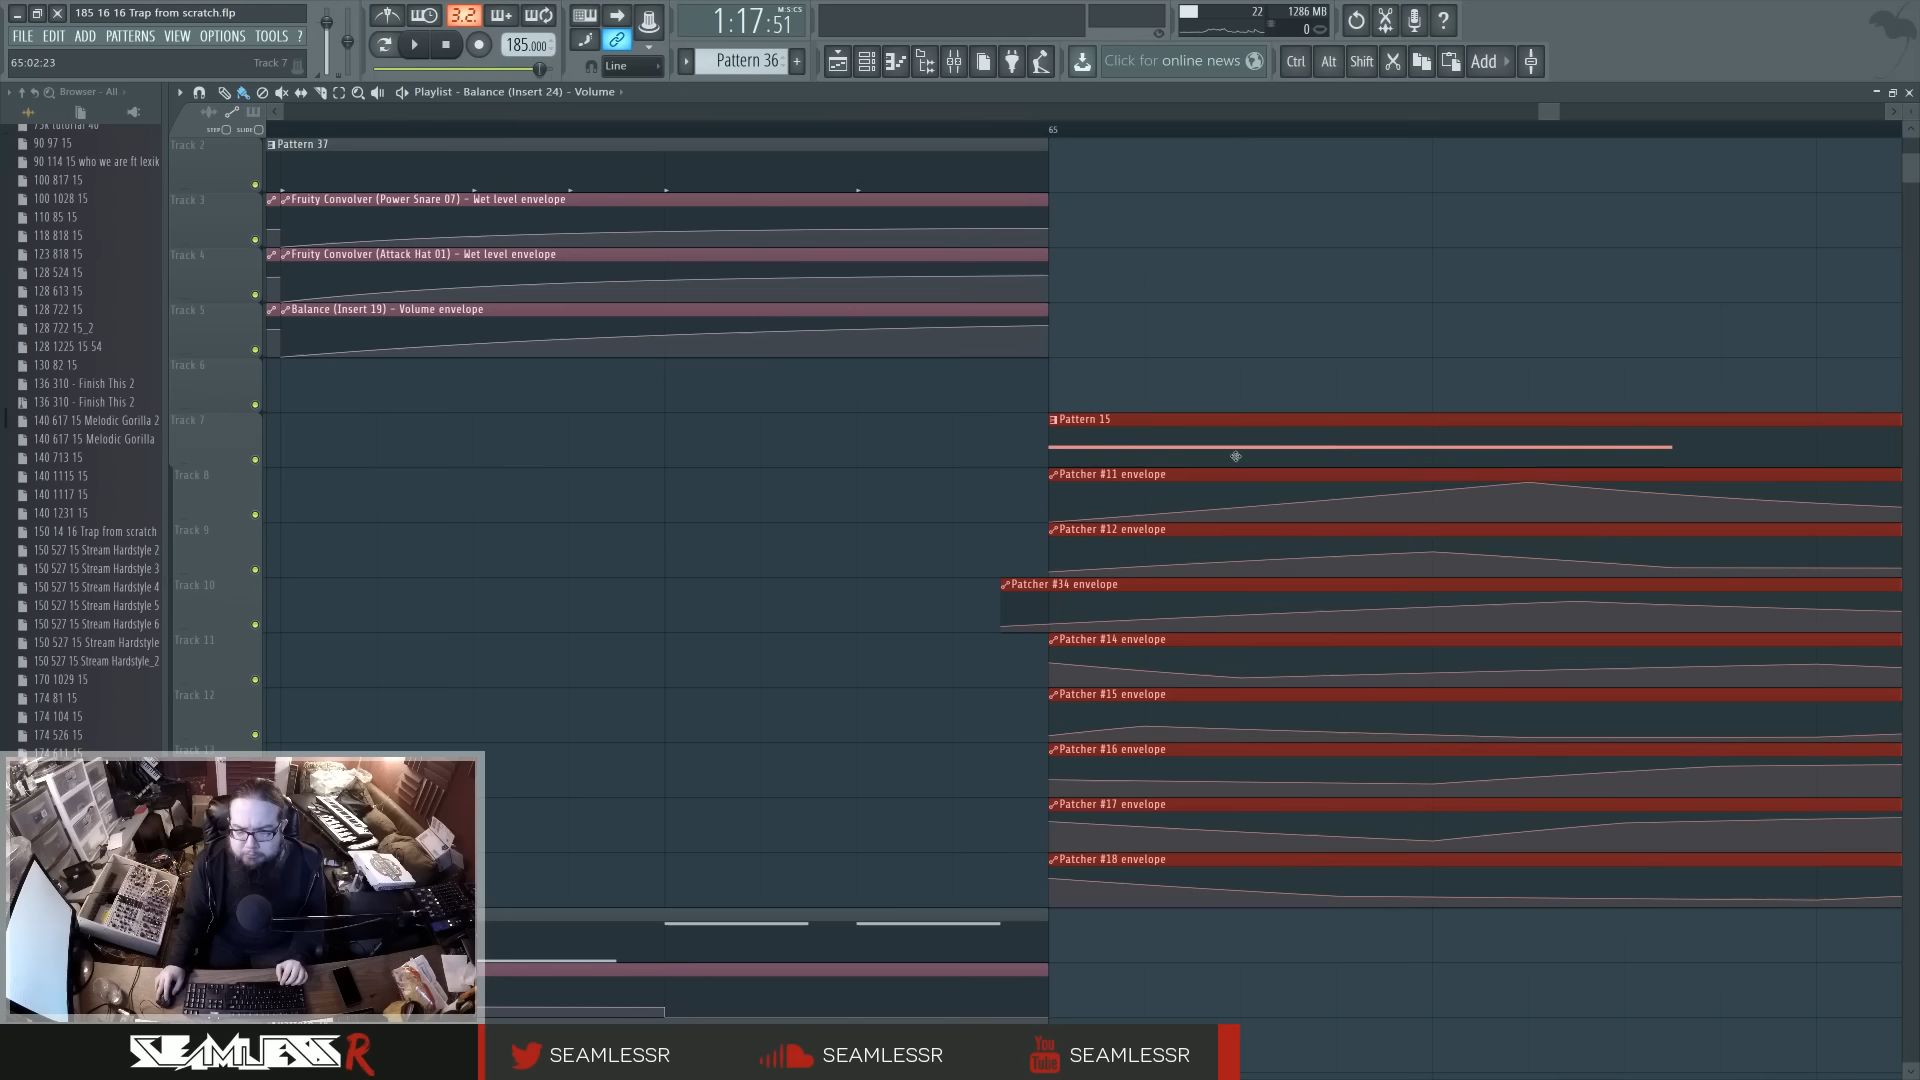 185 16 16 Trap from scratch.flp
FILE EDIT ADD PATTERNS VIEW OPTIONS TOOLS ?
65:02:23
Track 7
3.2
185.000
Line
1:17:51
M:S:CS
Pattern 36
22
1286 MB
0
Click for online news
Ctrl
Alt
Shift
Add
Browser - All
Playlist - Balance (Insert 24) - Volume
STEP
SLIDE
65
75k tutorial 40
90 97 15
90 114 15 who we are ft lexik
100 817 15
100 1028 15
110 85 15
118 818 15
123 818 15
128 524 15
128 613 15
128 722 15
128 722 15_2
128 1225 15 54
130 82 15
136 310 - Finish This 2
136 310 - Finish This 2
140 617 15 Melodic Gorilla 2
140 617 15 Melodic Gorilla
140 713 15
140 1115 15
140 1117 15
140 1231 15
150 14 16 Trap from scratch
150 527 15 Stream Hardstyle 2
150 527 15 Stream Hardstyle 3
150 527 15 Stream Hardstyle 4
150 527 15 Stream Hardstyle 5
150 527 15 Stream Hardstyle 6
150 527 15 Stream Hardstyle
150 527 15 Stream Hardstyle_2
170 1029 15
174 81 15
174 104 15
174 526 15
174 611 15
Track 2
Track 3
Track 4
Track 5
Track 6
Track 7
Track 8
Track 9
Track 10
Track 11
Track 12
Track 13
Pattern 37
Fruity Convolver (Power Snare 07) - Wet level envelope
Fruity Convolver (Attack Hat 01) - Wet level envelope
Balance (Insert 19) - Volume envelope
Pattern 15
Patcher #11 envelope
Patcher #12 envelope
Patcher #34 envelope
Patcher #14 envelope
Patcher #15 envelope
Patcher #16 envelope
Patcher #17 envelope
Patcher #18 envelope
SEAMLESSR
SEAMLESSR
SEAMLESSR
You
Tube
SEAMLESSR